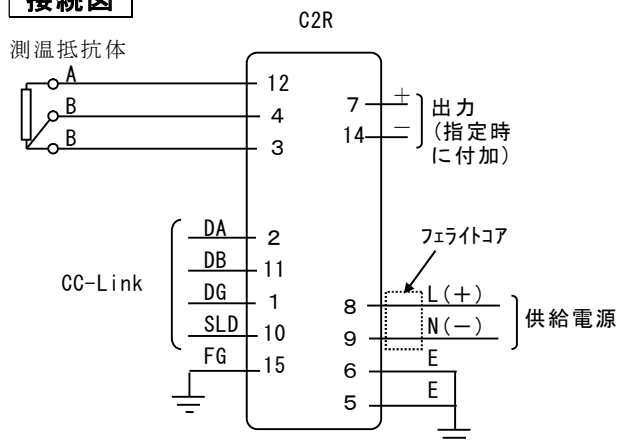 接続図
C2R
測温抵抗体
A
12
B
4
B
3
7
+
出力
14
−
(指定時
に付加)
DA
2
DB
11
CC-Link
DG
1
SLD
10
FG
15
フェライトコア
8
L(+)
供給電源
9
N(−)
6
E
5
E